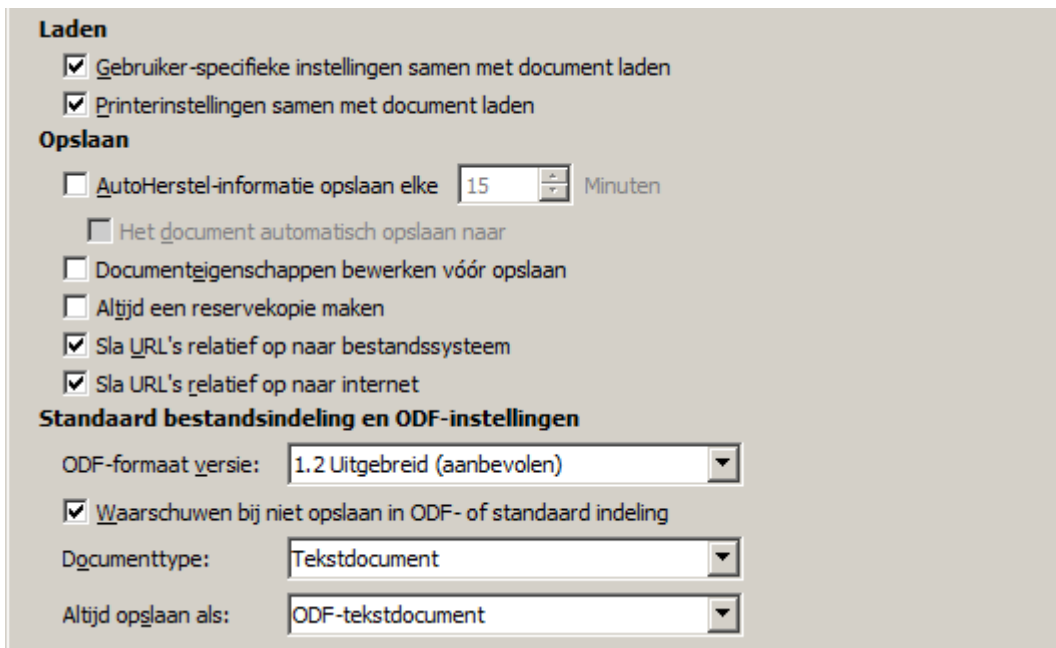 Laden
Gebruiker-specifieke instellingen samen met document laden
Printerinstellingen samen met document laden
Opslaan
AutoHerstel-informatie opslaan elke 15 Minuten
Het document automatisch opslaan naar
Documenteigenschappen bewerken vóór opslaan
Altijd een reservekopie maken
Sla URL's relatief op naar bestandssysteem
Sla URL's relatief op naar internet
Standaard bestandsindeling en ODF-instellingen
ODF-formaat versie: 1.2 Uitgebreid (aanbevolen)
Waarschuwen bij niet opslaan in ODF- of standaard indeling
Documenttype: Tekstdocument
Altijd opslaan als: ODF-tekstdocument